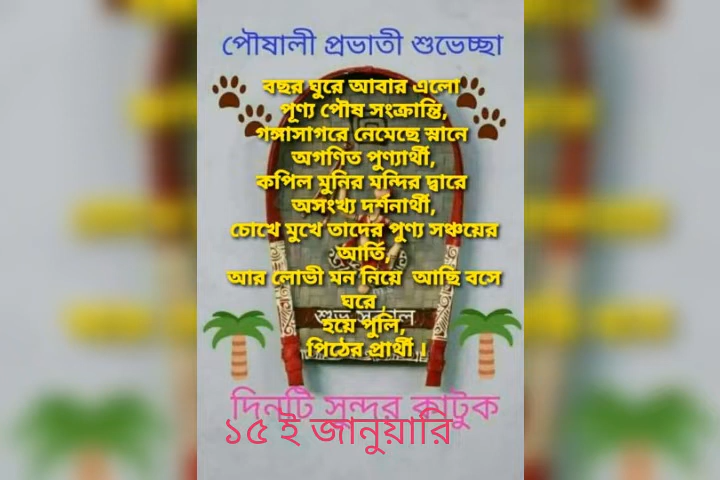 পৌষালী প্রভাতী শুভেচ্ছা
বছর ঘুরে আবার এলো
পূণ্য পৌষ সংক্রান্তি,
গঙ্গাসাগরে নেমেছে স্নানে
অগণিত পুণ্যার্থী,
কপিল মুনির মন্দির দ্বারে
অসংখ্য দর্শনার্থী,
চোখে মুখে তাদের পুণ্য সঞ্চয়ের
আর্তি,
আর লোভী মন নিয়ে আছি বসে
ঘরে ,
শুভ সকাল
হয়ে পুলি,
পিঠের প্রার্থী ।
দিনটি সুন্দর কাটুক
১৫ ই জানুয়ারি